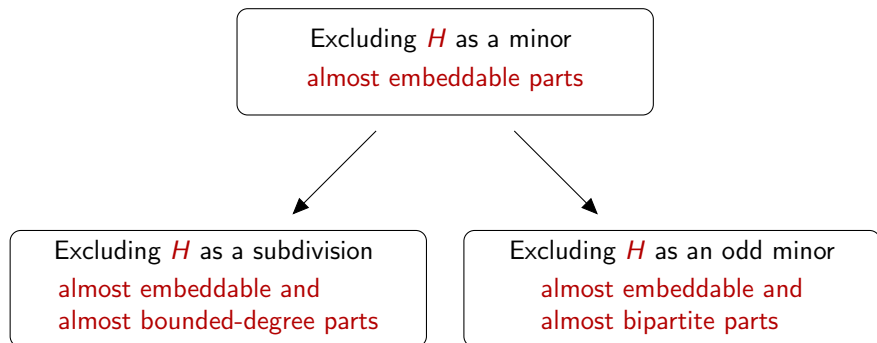 Excluding H as a minor
almost embeddable parts
Excluding H as a subdivision
almost embeddable and
almost bounded-degree parts
Excluding H as an odd minor
almost embeddable and
almost bipartite parts